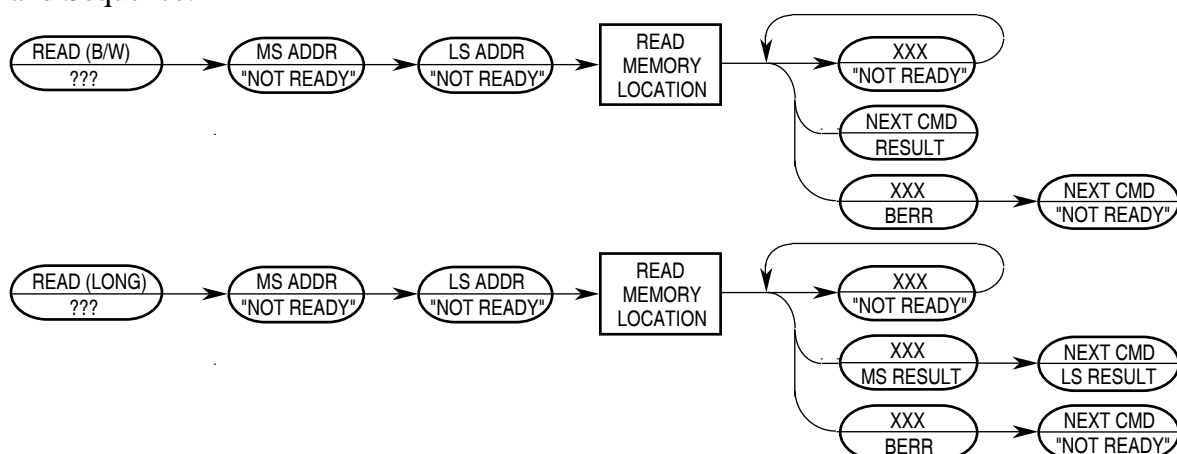 and Sequence:
READ (B/W)
???
MS ADDR
"NOT READY"
LS ADDR
"NOT READY"
READ
MEMORY
LOCATION
XXX
"NOT READY"
NEXT CMD
RESULT
XXX
BERR
NEXT CMD
"NOT READY"
READ (LONG)
???
MS ADDR
"NOT READY"
LS ADDR
"NOT READY"
READ
MEMORY
LOCATION
XXX
"NOT READY"
XXX
MS RESULT
NEXT CMD
LS RESULT
XXX
BERR
NEXT CMD
"NOT READY"